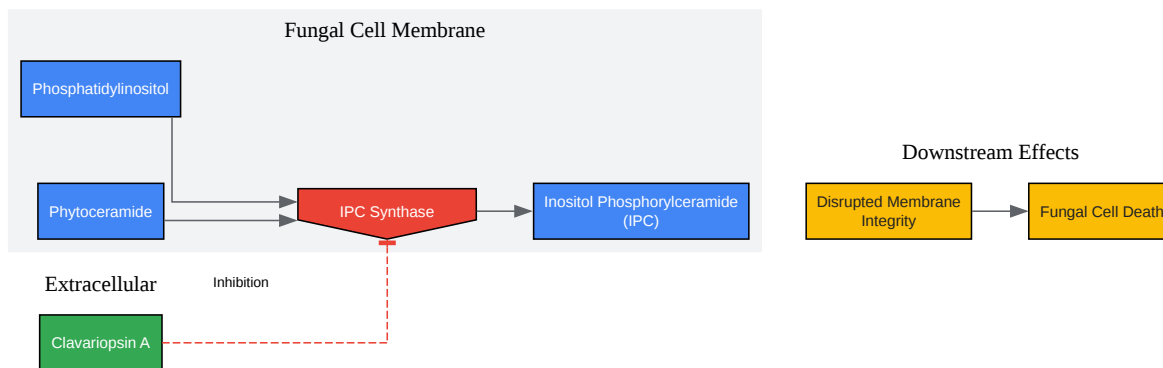 Fungal Cell Membrane
Phosphatidylinositol
Phytoceramide
IPC Synthase
Inositol Phosphorylceramide
(IPC)
Downstream Effects
Disrupted Membrane
Integrity
Fungal Cell Death
Extracellular
Inhibition
Clavariopsin A